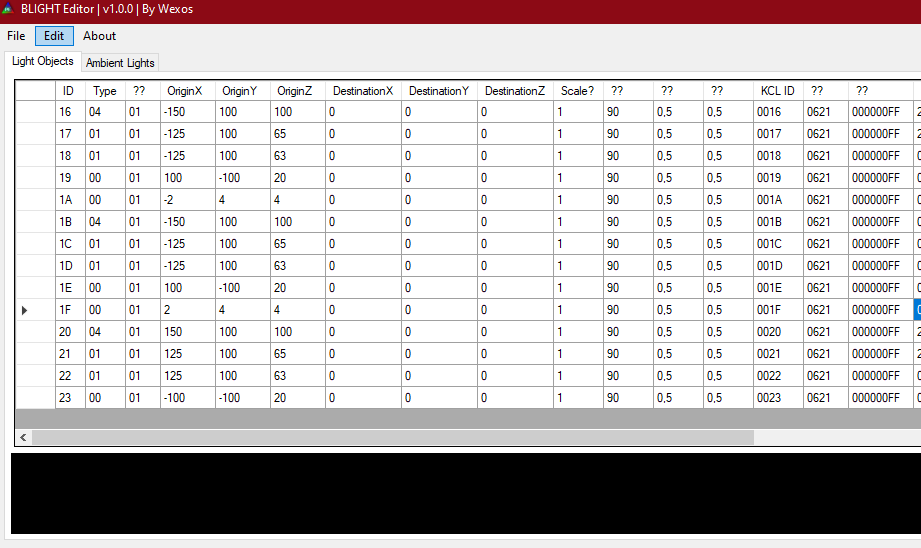 BLIGHT Editor | v1.0.0 | By Wexos
File Edit About
Light Objects Ambient Lights
ID Type ?? OriginX OriginY OriginZ DestinationX DestinationY DestinationZ Scale? ?? ?? ?? KCL ID ?? ??
16 04 01 -150 100 100 0 0 0 1 90 0,5 0,5 0016 0621 000000FF 2
17 01 01 -125 100 65 0 0 0 1 90 0,5 0,5 0017 0621 000000FF 2
18 01 01 -125 100 63 0 0 0 1 90 0,5 0,5 0018 0621 000000FF 0
19 00 01 100 -100 20 0 0 0 1 90 0,5 0,5 0019 0621 000000FF 0
1A 00 01 -2 4 4 0 0 0 1 90 0,5 0,5 001A 0621 000000FF 0
1B 04 01 -150 100 100 0 0 0 1 90 0,5 0,5 001B 0621 000000FF 2
1C 01 01 -125 100 65 0 0 0 1 90 0,5 0,5 001C 0621 000000FF 0
1D 01 01 -125 100 63 0 0 0 1 90 0,5 0,5 001D 0621 000000FF 0
1E 00 01 100 -100 20 0 0 0 1 90 0,5 0,5 001E 0621 000000FF 0
1F 00 01 2 4 4 0 0 0 1 90 0,5 0,5 001F 0621 000000FF 0
20 04 01 150 100 100 0 0 0 1 90 0,5 0,5 0020 0621 000000FF 2
21 01 01 125 100 65 0 0 0 1 90 0,5 0,5 0021 0621 000000FF 2
22 01 01 125 100 63 0 0 0 1 90 0,5 0,5 0022 0621 000000FF 0
23 00 01 -100 -100 20 0 0 0 1 90 0,5 0,5 0023 0621 000000FF 0